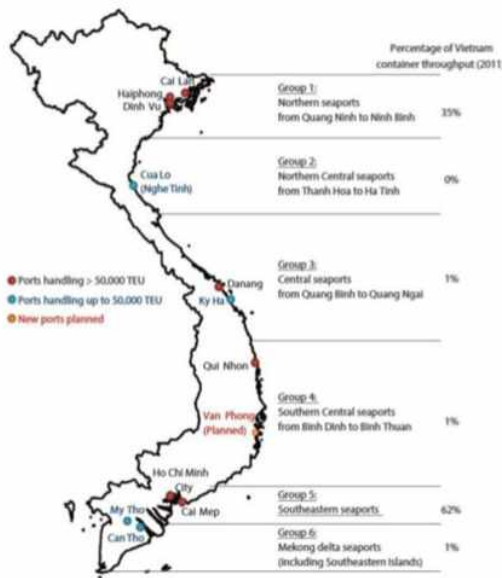 Percentage of Vietnam
container throughput (2011
Cai Lan
Haiphong
Dinh Vu
Group 1:
Northern seaports
from Quang Ninh to Ninh Binh
35%
Group 2:
Northern Central seaports
from Thanh Hoa to Ha Tinh
0%
Cua Lo
(Nghe Tinh)
Group 3:
Central seaports
from Quang Binh to Quang Ngai
1%
Ports handling > 50.000 TEU
Ports handling up to 50.000 TEU
New ports planned
Danang
Ky Ha
Qui Nhon
Group 4:
Southern Central seaports
from Binh Dinh to Binh Thuan
1%
Van Phong
(Planned)
Ho Chi Minh
City
Cai Mep
Group 5:
Southeastern seaports
62%
My Tho
Can Tho
Group 6:
Mekong delta seaports
(including Southeastern Islands)
1%